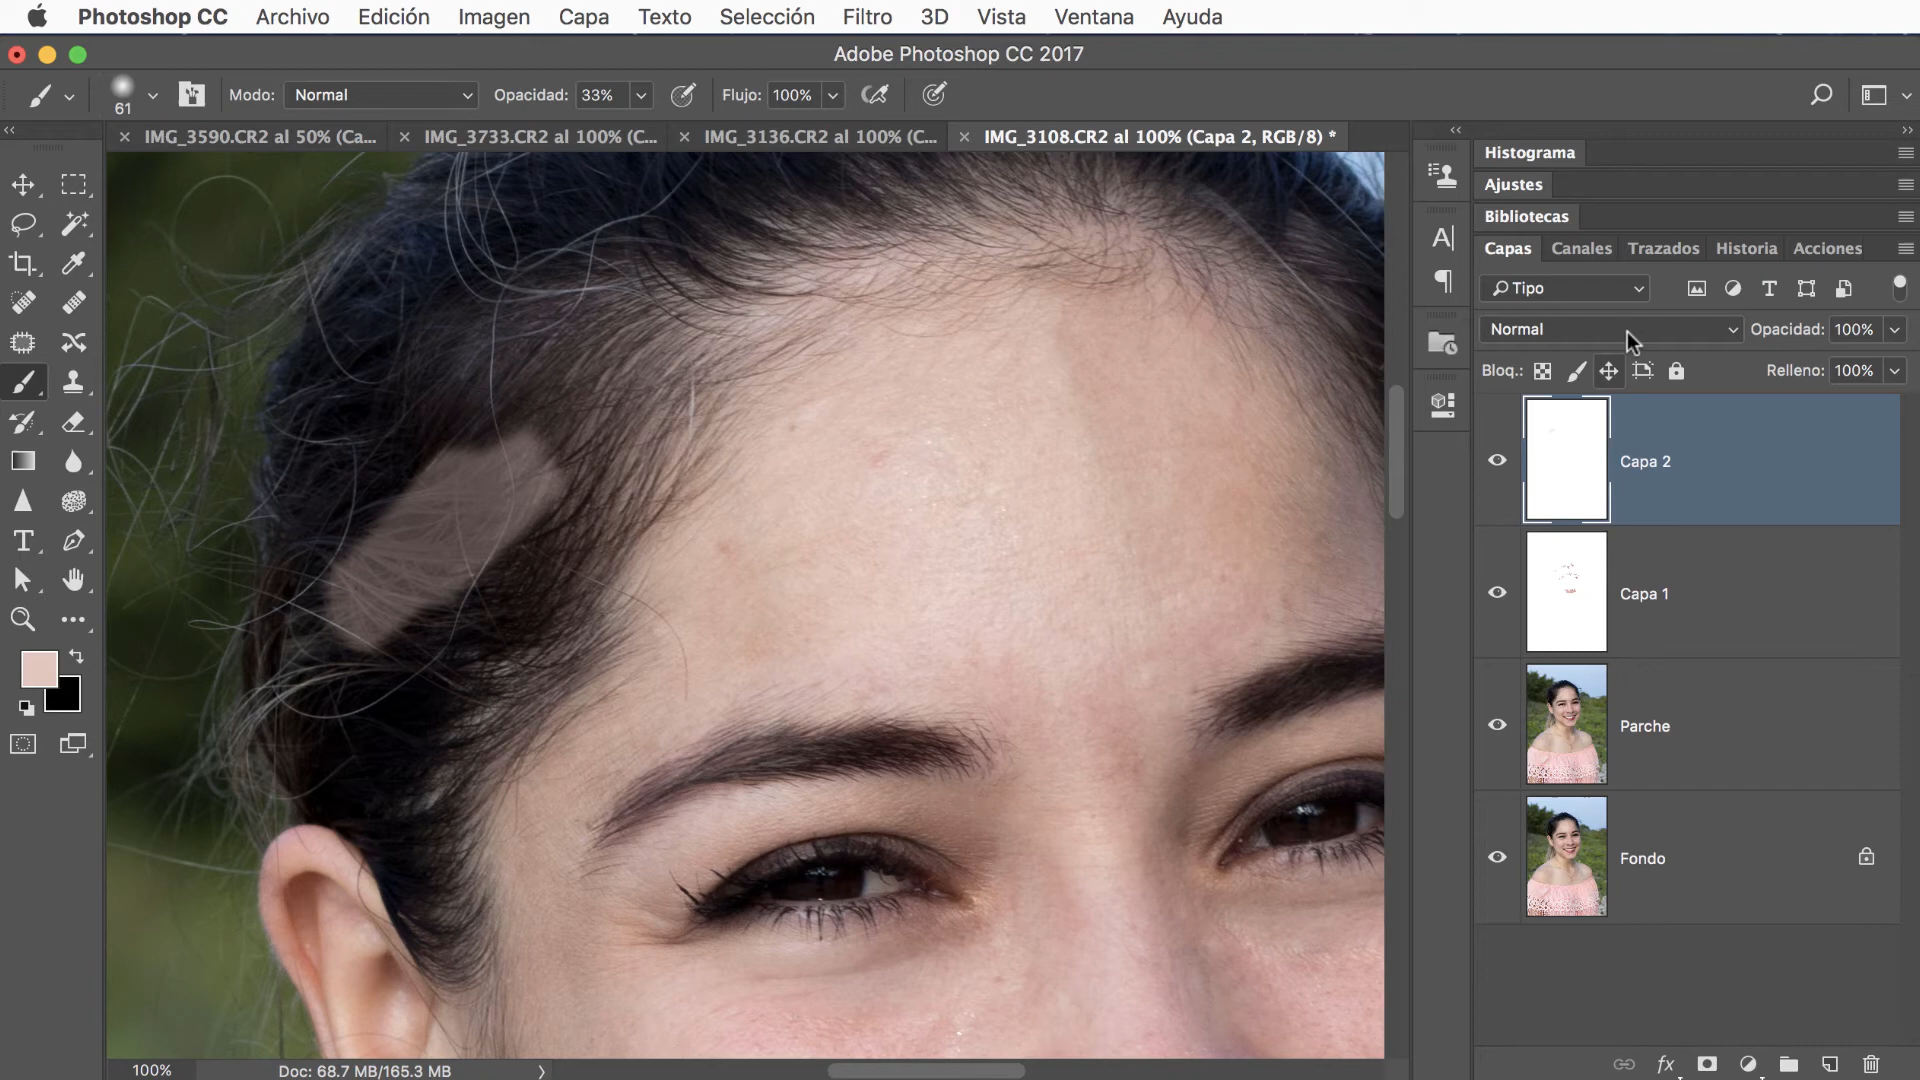 Photoshop CC Archivo Edición Imagen Capa Texto Selección Filtro 3D Vista Ventana Ayuda
Adobe Photoshop CC 2017
61 Modo: Normal Opacidad: 33% Flujo: 100%
IMG_3590.CR2 al 50% (Ca... IMG_3733.CR2 al 100% (C... IMG_3136.CR2 al 100% (C... IMG_3108.CR2 al 100% (Capa 2, RGB/8) *
Histograma
Ajustes
Bibliotecas
Capas Canales Trazados Historia Acciones
Tipo
Normal Opacidad: 100%
Bloq.: Relleno: 100%
Capa 2
Capa 1
Parche
Fondo
fx
100% Doc: 68.7 MB/165.3 MB